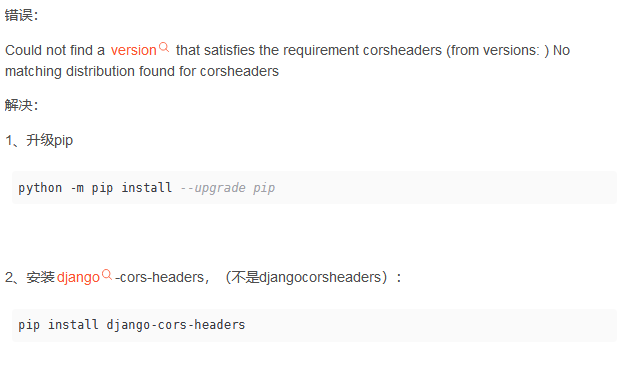 错误：
Could not find a version that satisfies the requirement corsheaders (from versions: ) No
matching distribution found for corsheaders
解决：
1、升级pip
python -m pip install --upgrade pip
2、安装django-cors-headers，（不是djangocorsheaders）：
pip install django-cors-headers